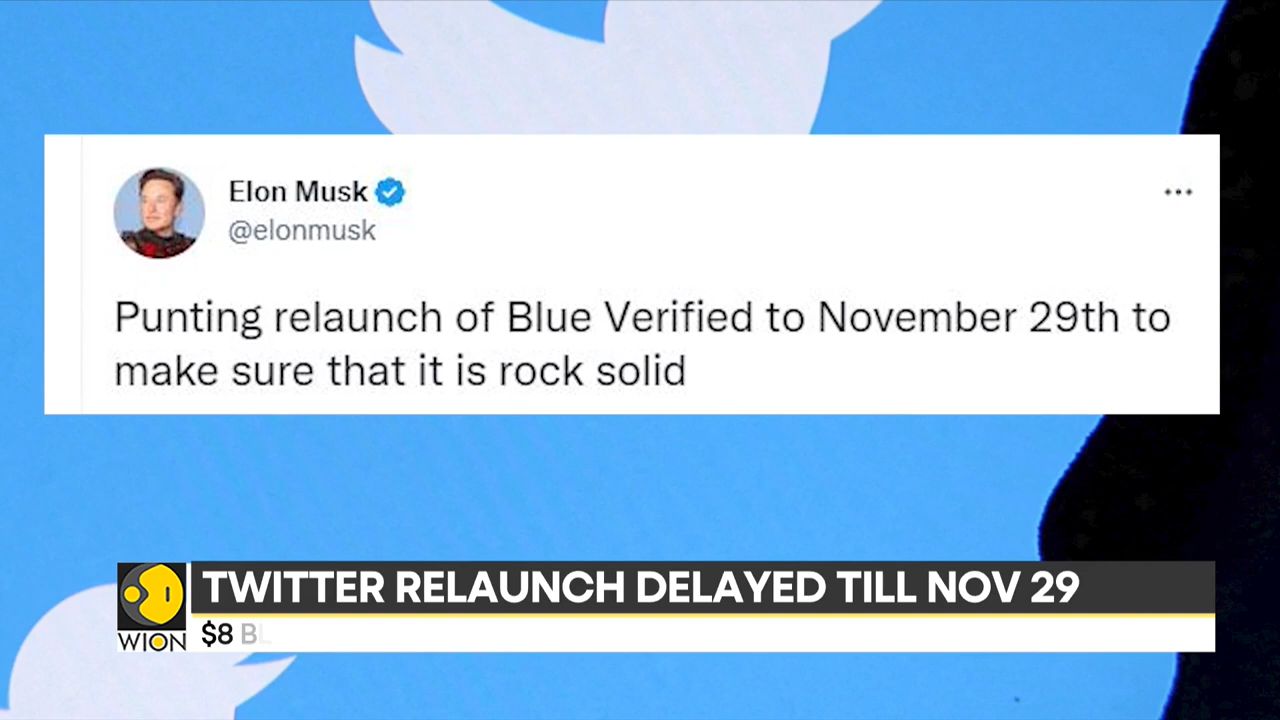 Elon Musk
@elonmusk
Punting relaunch of Blue Verified to November 29th to
make sure that it is rock solid
TWITTER RELAUNCH DELAYED TILL NOV 29
WION
$8 BL